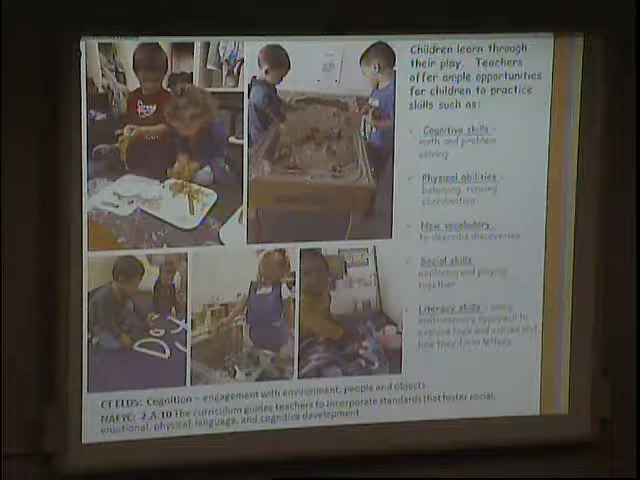 Children learn through
their play. Teachers
offer ample opportunities
for children to practice
skills such as:
Cognitive skills -
math and problem
solving
Physical abilities -
balancing, running
coordination
New vocabulary
to describe discoveries
Social skills
exploring and playing
together
Literacy skills - using
multisensory approach to
explore tops and curves and
how they form letters
CT ELDS: Cognition – engagement with environment, people and objects
NAEYC: 2.A.10 The curriculum guides teachers to incorporate standards that foster social,
emotional, physical, language, and cognitive development